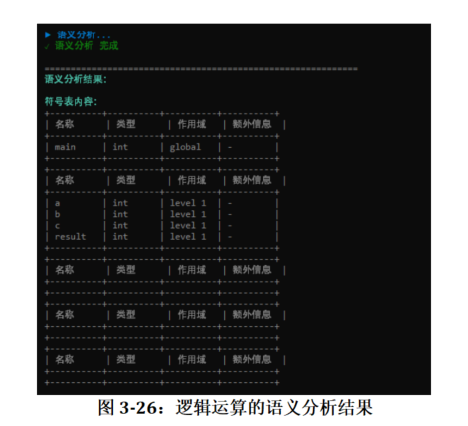 ▶ 语义分析...
✓ 语义分析 完成
============================================================
语义分析结果:
符号表内容:
+----------+----------+----------+----------+
| 名称 | 类型 | 作用域 | 额外信息 |
+----------+----------+----------+----------+
| main | int | global | - |
+----------+----------+----------+----------+
| 名称 | 类型 | 作用域 | 额外信息 |
+----------+----------+----------+----------+
| a | int | level 1 | - |
| b | int | level 1 | - |
| c | int | level 1 | - |
| result | int | level 1 | - |
+----------+----------+----------+----------+
| 名称 | 类型 | 作用域 | 额外信息 |
+----------+----------+----------+----------+
+----------+----------+----------+----------+
| 名称 | 类型 | 作用域 | 额外信息 |
+----------+----------+----------+----------+
+----------+----------+----------+----------+
| 名称 | 类型 | 作用域 | 额外信息 |
+----------+----------+----------+----------+
+----------+----------+----------+----------+
图 3-26：逻辑运算的语义分析结果